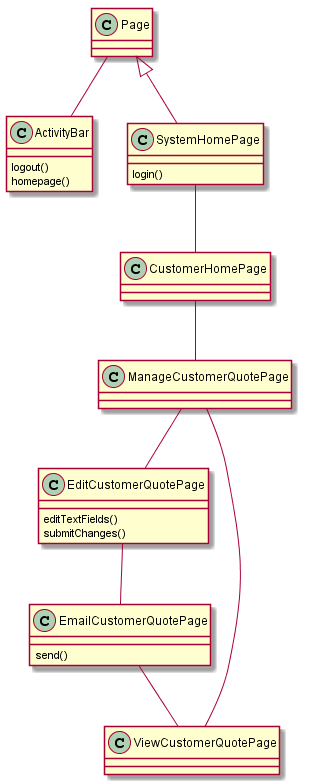 C Page
C ActivityBar
logout()
homepage()
C SystemHomePage
login()
C CustomerHomePage
C ManageCustomerQuotePage
C EditCustomerQuotePage
editTextFields()
submitChanges()
C EmailCustomerQuotePage
send()
C ViewCustomerQuotePage